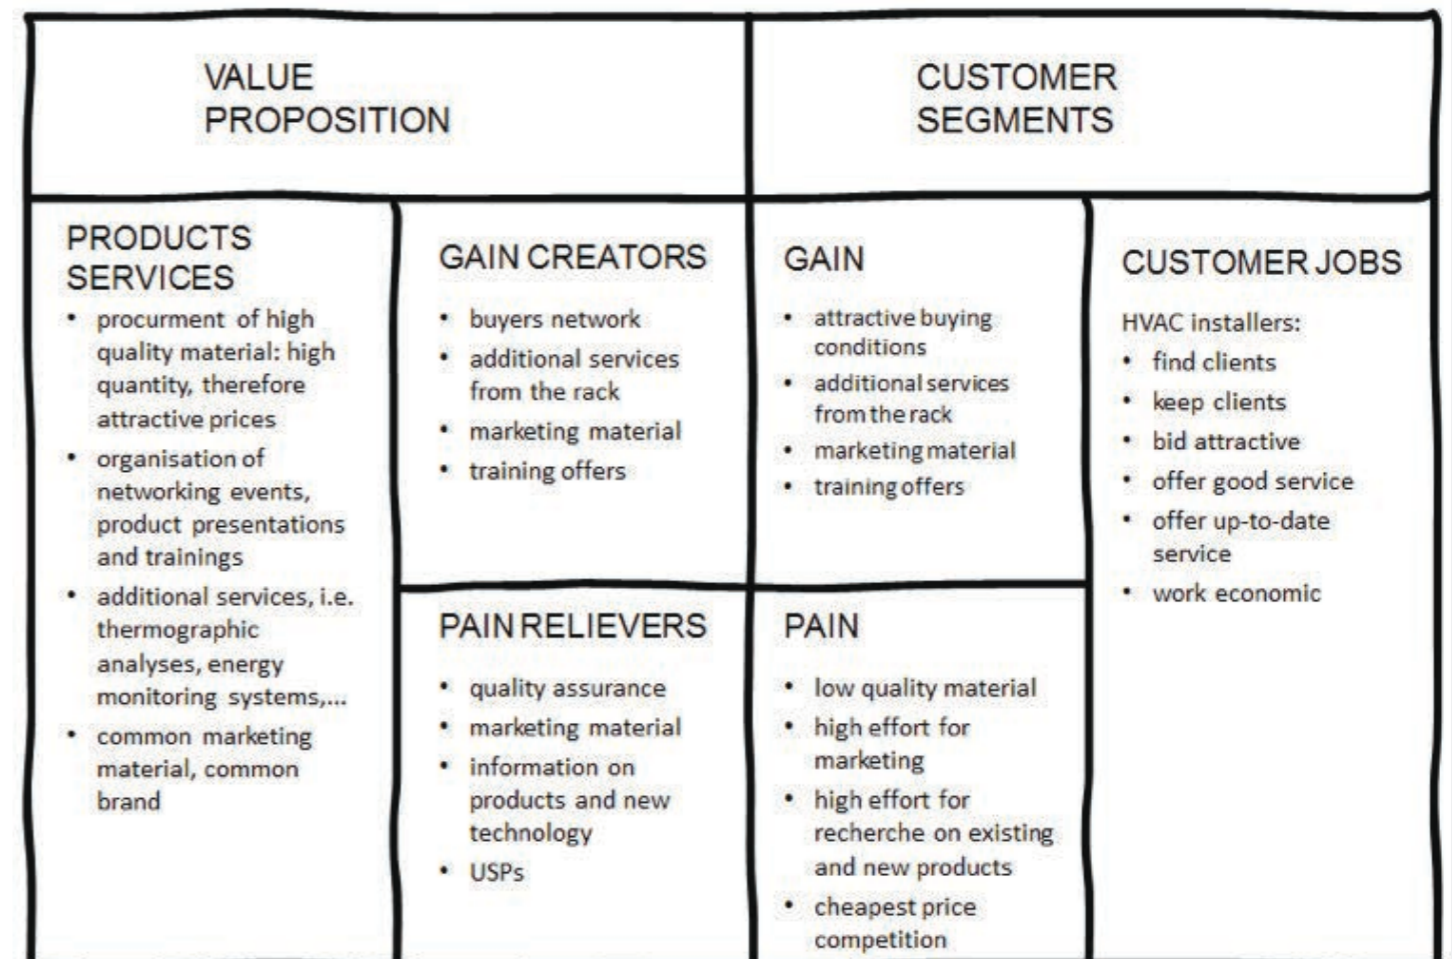 VALUE
PROPOSITION
CUSTOMER
SEGMENTS
PRODUCTS
SERVICES
• procurment of high
quality material: high
quantity, therefore
attractive prices
• organisation of
networking events,
product presentations
and trainings
• additional services, i.e.
thermographic
analyses, energy
monitoring systems,...
• common marketing
material, common
brand
GAIN CREATORS
• buyers network
• additional services
from the rack
• marketing material
• training offers
PAIN RELIEVERS
• quality assurance
• marketing material
• information on
products and new
technology
• USPs
GAIN
• attractive buying
conditions
• additional services
from the rack
• marketing material
• training offers
PAIN
• low quality material
• high effort for
marketing
• high effort for
recherche on existing
and new products
• cheapest price
competition
CUSTOMER JOBS
HVAC installers:
• find clients
• keep clients
• bid attractive
• offer good service
• offer up-to-date
service
• work economic